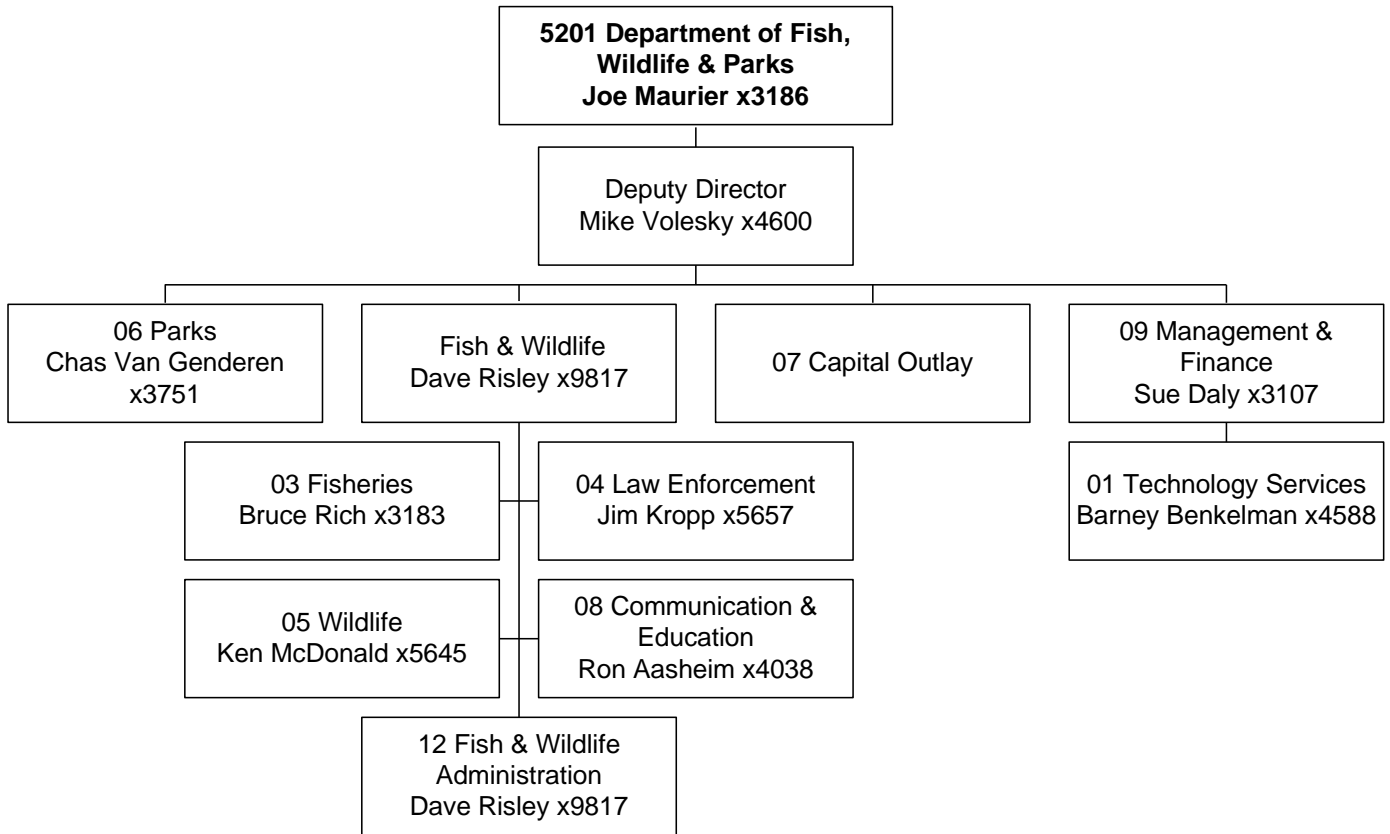 5201 Department of Fish,
Wildlife & Parks
Joe Maurier x3186
Deputy Director
Mike Volesky x4600
06 Parks
Chas Van Genderen
x3751
Fish & Wildlife
Dave Risley x9817
07 Capital Outlay
09 Management &
Finance
Sue Daly x3107
03 Fisheries
Bruce Rich x3183
04 Law Enforcement
Jim Kropp x5657
01 Technology Services
Barney Benkelman x4588
05 Wildlife
Ken McDonald x5645
08 Communication &
Education
Ron Aasheim x4038
12 Fish & Wildlife
Administration
Dave Risley x9817